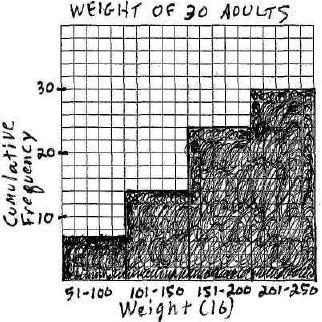 WEIGHT OF 30 ADULTS
30
20
10
Cumulative
Frequency
51-100 101-150 151-200 201-250
Weight (lb)